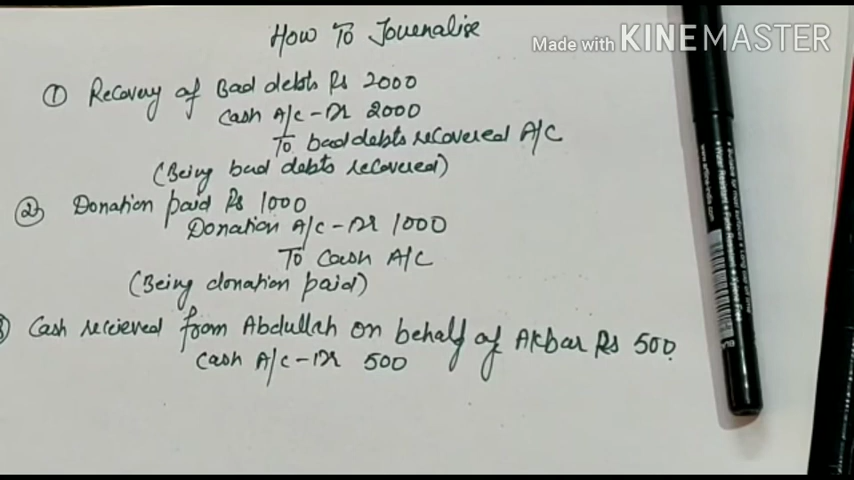 How To Journalise
Made with KINEMASTER
① Recovery of Bad debts Rs 2000
Cash A/C - Dr 2000
To bad debts recovered A/C
(Being bad debts recovered)
② Donation paid Rs 1000
Donation A/C - Dr 1000
To Cash A/C
(Being donation paid)
Cash recieved from Abdullah on behalf of Akbar Rs 500
Cash A/C - Dr 500